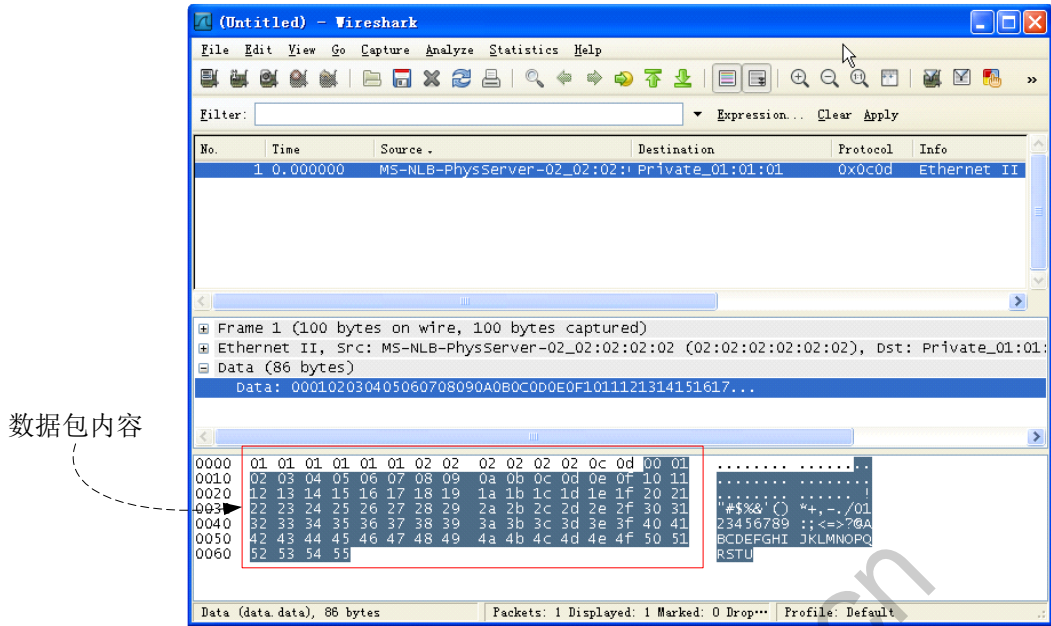 (Untitled) - Wireshark
File Edit View Go Capture Analyze Statistics Help
»
Filter: Expression... Clear Apply
No. Time Source Destination Protocol Info
1 0.000000 MS-NLB-PhysServer-02_02:02: Private_01:01:01 0x0c0d Ethernet II
Frame 1 (100 bytes on wire, 100 bytes captured)
Ethernet II, Src: MS-NLB-PhysServer-02_02:02:02:02 (02:02:02:02:02:02), Dst: Private_01:01:
Data (86 bytes)
Data: 000102030405060708090A0B0C0D0E0F1011121314151617...
数据包内容
0000 01 01 01 01 01 01 02 02 02 02 02 02 0c 0d 00 01 ........ ........
0010 02 03 04 05 06 07 08 09 0a 0b 0c 0d 0e 0f 10 11 ........ ........
0020 12 13 14 15 16 17 18 19 1a 1b 1c 1d 1e 1f 20 21 ........ ...... !
0030 22 23 24 25 26 27 28 29 2a 2b 2c 2d 2e 2f 30 31 "#$%&'() *+,-./01
0040 32 33 34 35 36 37 38 39 3a 3b 3c 3d 3e 3f 40 41 23456789 :;<=>?@A
0050 42 43 44 45 46 47 48 49 4a 4b 4c 4d 4e 4f 50 51 BCDEFGHI JKLMNOPQ
0060 52 53 54 55 RSTU
Data (data.data), 86 bytes Packets: 1 Displayed: 1 Marked: 0 Drop... Profile: Default
cn